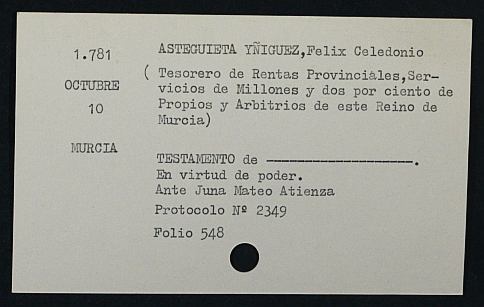 1.781
OCTUBRE
10
MURCIA
ASTEGUIETA YÑIGUEZ,Felix Celedonio
( Tesorero de Rentas Provinciales,Ser-
vicios de Millones y dos por ciento de
Propios y Arbitrios de este Reino de
Murcia)
TESTAMENTO de ---------------------.
En virtud de poder.
Ante Juna Mateo Atienza
Protocolo Nº 2349
Folio 548